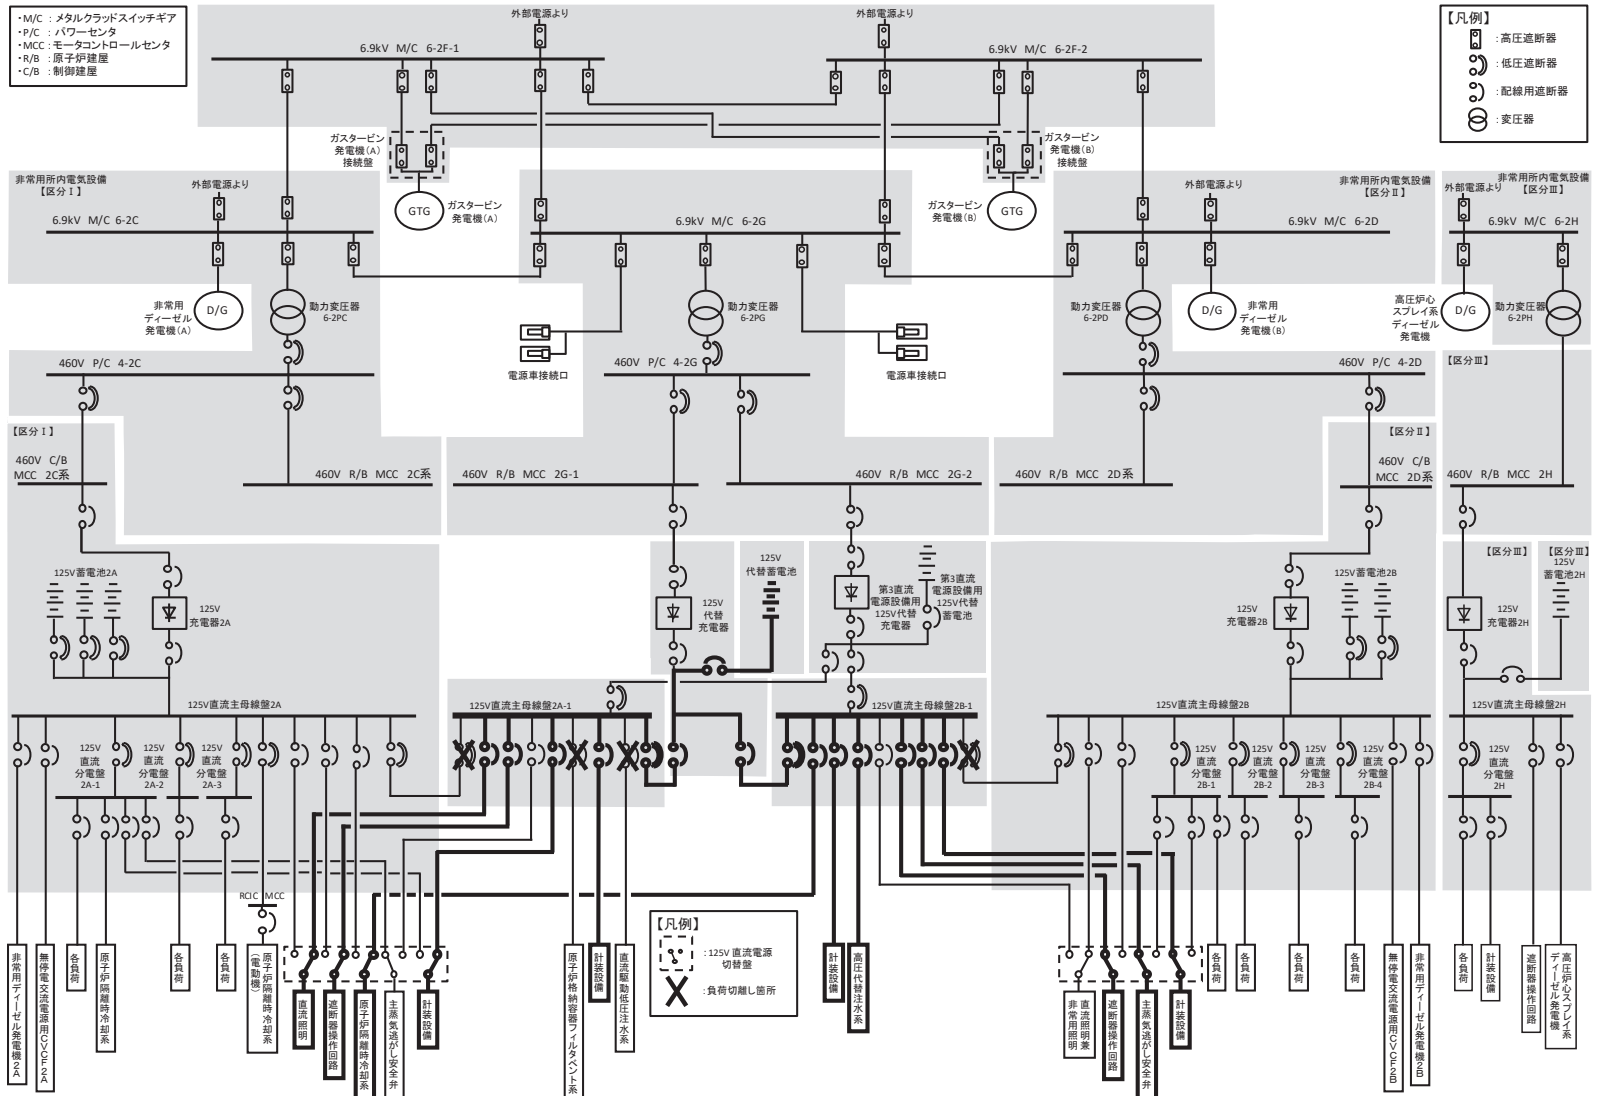 ・M/C ：メタルクラッドスイッチギア
・P/C ：パワーセンタ
・MCC：モータコントロールセンタ
・R/B ：原子炉建屋
・C/B ：制御建屋
外部電源より
外部電源より
6.9kV M/C 6-2F-1
6.9kV M/C 6-2F-2
【凡例】
：高圧遮断器
：低圧遮断器
：配線用遮断器
：変圧器
ガスタービン
発電機(A)
接続盤
ガスタービン
発電機(B)
接続盤
非常用所内電気設備
【区分Ⅰ】
外部電源より
6.9kV M/C 6-2C
GTG
ガスタービン
発電機(A)
6.9kV M/C 6-2G
ガスタービン
発電機(B)
GTG
外部電源より
非常用所内電気設備
【区分Ⅱ】
6.9kV M/C 6-2D
非常用所内電気設備
【区分Ⅲ】
外部電源より
6.9kV M/C 6-2H
非常用
ディーゼル
発電機(A)
D/G
動力変圧器
6-2PC
動力変圧器
6-2PG
動力変圧器
6-2PD
D/G
非常用
ディーゼル
発電機(B)
高圧炉心
スプレイ系
ディーゼル
発電機
D/G
動力変圧器
6-2PH
460V P/C 4-2C
電源車接続口
460V P/C 4-2G
電源車接続口
460V P/C 4-2D
【区分Ⅲ】
【区分Ⅰ】
460V C/B
MCC 2C系
460V R/B MCC 2C系
460V R/B MCC 2G-1
460V R/B MCC 2G-2
460V R/B MCC 2D系
【区分Ⅱ】
460V C/B
MCC 2D系
460V R/B MCC 2H
125V蓄電池2A
125V
充電器2A
125V
代替
充電器
125V
代替蓄電池
第3直流
電源設備用
125V代替
充電器
第3直流
電源設備用
125V代替
蓄電池
125V
充電器2B
125V蓄電池2B
【区分Ⅲ】
125V
充電器2H
【区分Ⅲ】
125V
蓄電池2H
125V直流主母線盤2A
125V直流主母線盤2A-1
125V直流主母線盤2B-1
125V直流主母線盤2B
125V直流主母線盤2H
125V
直流
分電盤
2A-1
125V
直流
分電盤
2A-2
125V
直流
分電盤
2A-3
125V
直流
分電盤
2B-1
125V
直流
分電盤
2B-2
125V
直流
分電盤
2B-3
125V
直流
分電盤
2B-4
125V
直流
分電盤
2H
RCIC MCC
【凡例】
：125V 直流電源
切替盤
：負荷切離し箇所
非常用ディーゼル発電機2A
無停電交流電源用CVCF2A
各負荷
原子炉隔離時冷却系
各負荷
各負荷
原子炉隔離時冷却系
(電動機)
直流照明
遮断器操作回路
原子炉隔離時冷却系
主蒸気逃がし安全弁
計装設備
原子炉格納容器フィルタベント系
計装設備
直流駆動低圧注水系
計装設備
高圧代替注水系
直流照明兼
非常用照明
遮断器操作回路
主蒸気逃がし安全弁
計装設備
各負荷
各負荷
各負荷
各負荷
無停電交流電源用CVCF2B
非常用ディーゼル発電機2B
各負荷
計装設備
遮断器操作回路
高圧炉心スプレイ系
ディーゼル発電機